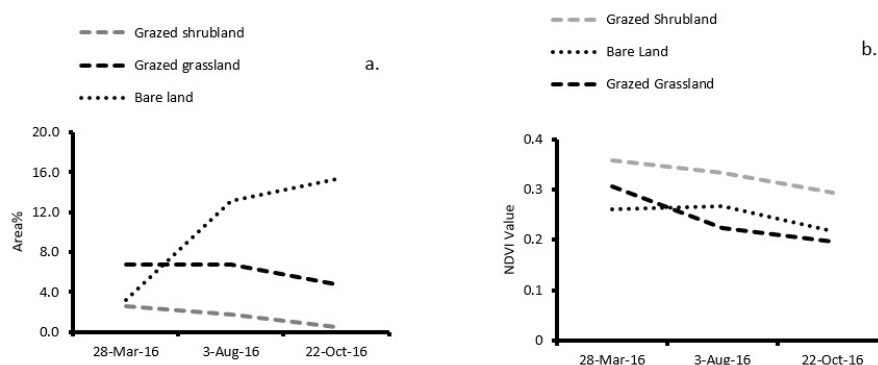 Grazed shrubland
Grazed grassland
Bare land
a.
20.0
16.0
12.0
8.0
4.0
0.0
Area%
28-Mar-16 3-Aug-16 22-Oct-16
Grazed Shrubland
Bare Land
Grazed Grassland
b.
0.4
0.3
0.2
0.1
0
NDVI Value
28-Mar-16 3-Aug-16 22-Oct-16